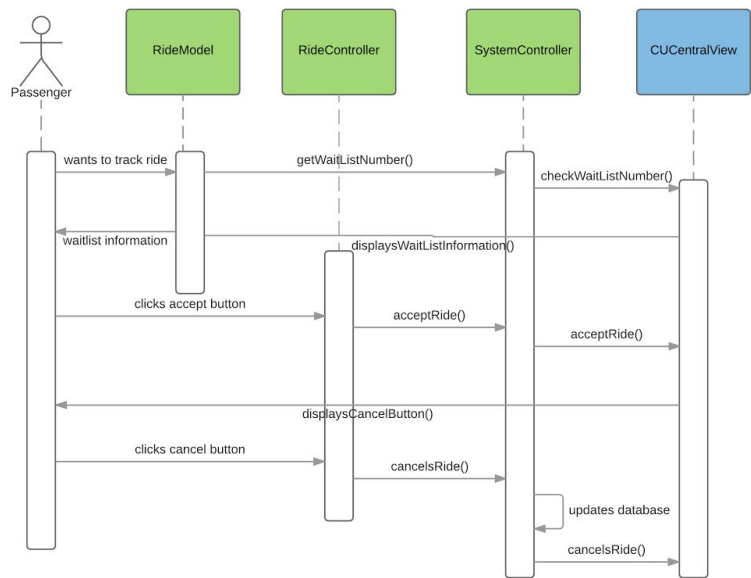 RideModel
RideController
SystemController
CUCentralView
Passenger
wants to track ride
getWaitListNumber()
checkWaitListNumber()
waitlist information
displaysWaitListInformation()
clicks accept button
acceptRide()
acceptRide()
displaysCancelButton()
clicks cancel button
cancelsRide()
updates database
cancelsRide()